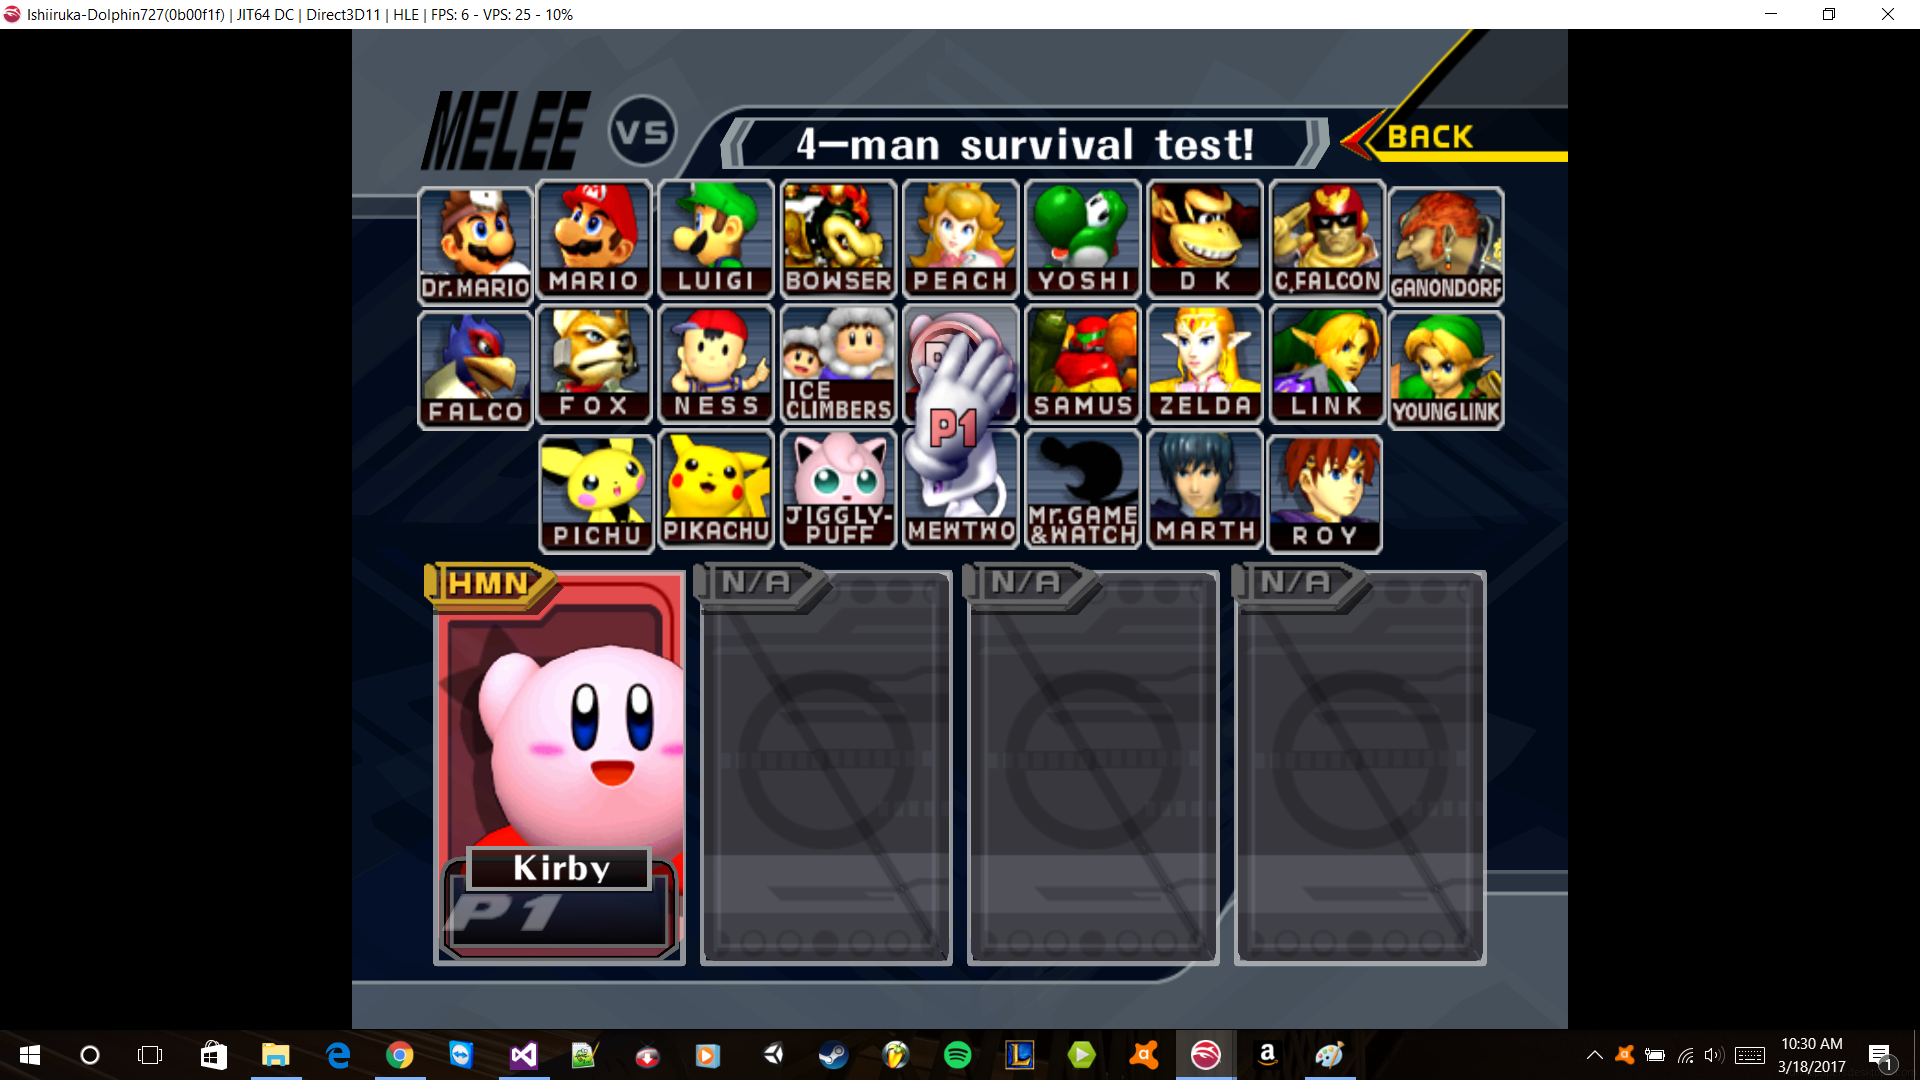 Ishiiruka-Dolphin727(0b00f1f) | JIT64 DC | Direct3D11 | HLE | FPS: 6 - VPS: 25 - 10%
MELEE VS 4-man survival test! BACK
Dr.MARIO MARIO LUIGI BOWSER PEACH YOSHI D K C,FALCON GANONDORF
FALCO FOX NESS ICE CLIMBERS SAMUS ZELDA LINK YOUNG LINK
P1
PICHU PIKACHU JIGGLY-PUFF MEWTWO Mr.GAME &WATCH MARTH ROY
HMN N/A N/A N/A
Kirby
P1
10:30 AM
3/18/2017
1